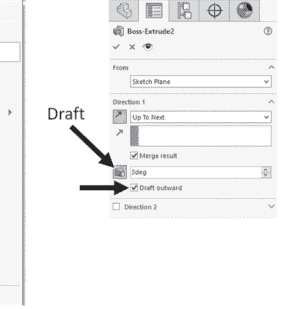 Boss-Extrude2
From
Sketch Plane
Direction 1
Up To Next
Draft
Merge result
3deg
Draft outward
Direction 2